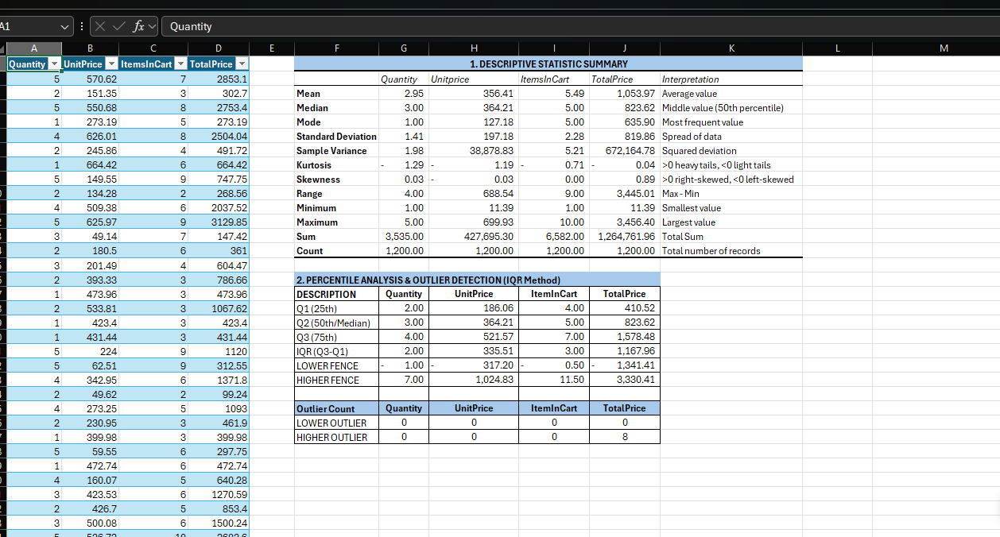 A1 fx Quantity
A B C D E F G H I J K L M
Quantity UnitPrice ItemsInCart TotalPrice 1. DESCRIPTIVE STATISTIC SUMMARY
5 570.62 7 2853.1 Quantity Unitprice ItemsInCart TotalPrice Interpretation
2 151.35 3 302.7 Mean 2.95 356.41 5.49 1,053.97 Average value
5 550.68 8 2753.4 Median 3.00 364.21 5.00 823.62 Middle value (50th percentile)
1 273.19 5 273.19 Mode 1.00 127.18 5.00 635.90 Most frequent value
4 626.01 8 2504.04 Standard Deviation 1.41 197.18 2.28 819.86 Spread of data
2 245.86 4 491.72 Sample Variance 1.98 38,878.83 5.21 672,164.78 Squared deviation
1 664.42 6 664.42 Kurtosis - 1.29 - 1.19 - 0.71 - 0.04 >0 heavy tails, <0 light tails
5 149.55 9 747.75 Skewness 0.03 - 0.03 0.00 0.89 >0 right-skewed, <0 left-skewed
2 134.28 2 268.56 Range 4.00 688.54 9.00 3,445.01 Max - Min
4 509.38 6 2037.52 Minimum 1.00 11.39 1.00 11.39 Smallest value
5 625.97 9 3129.85 Maximum 5.00 699.93 10.00 3,456.40 Largest value
3 49.14 7 147.42 Sum 3,535.00 427,695.30 6,582.00 1,264,761.96 Total Sum
2 180.5 6 361 Count 1,200.00 1,200.00 1,200.00 1,200.00 Total number of records
3 201.49 4 604.47
2 393.33 3 786.66 2. PERCENTILE ANALYSIS & OUTLIER DETECTION (IQR Method)
1 473.96 3 473.96 DESCRIPTION Quantity UnitPrice ItemInCart TotalPrice
2 533.81 3 1067.62 Q1 (25th) 2.00 186.06 4.00 410.52
1 423.4 3 423.4 Q2 (50th/Median) 3.00 364.21 5.00 823.62
1 431.44 3 431.44 Q3 (75th) 4.00 521.57 7.00 1,578.48
5 224 9 1120 IQR (Q3-Q1) 2.00 335.51 3.00 1,167.96
5 62.51 9 312.55 LOWER FENCE - 1.00 - 317.20 - 0.50 - 1,341.41
4 342.95 6 1371.8 HIGHER FENCE 7.00 1,024.83 11.50 3,330.41
2 49.62 2 99.24
4 273.25 5 1093 Outlier Count Quantity UnitPrice ItemInCart TotalPrice
2 230.95 3 461.9 LOWER OUTLIER 0 0 0 0
1 399.98 3 399.98 HIGHER OUTLIER 0 0 0 8
5 59.55 6 297.75
1 472.74 6 472.74
4 160.07 5 640.28
3 423.53 6 1270.59
2 426.7 5 853.4
3 500.08 6 1500.24